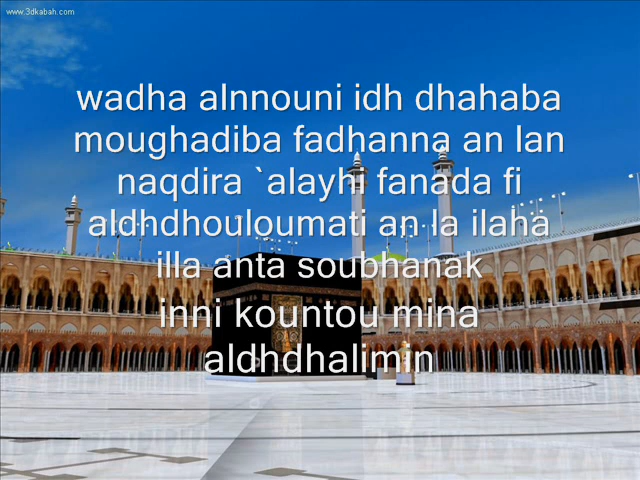 www.3dkabah.com
wadha alnnouni idh dhahaba
moughadiba fadhanna an lan
naqdira `alayhi fanada fi
aldhdhouloumati an la ilaha
illa anta soubhanak
inni kountou mina
aldhdhalimin